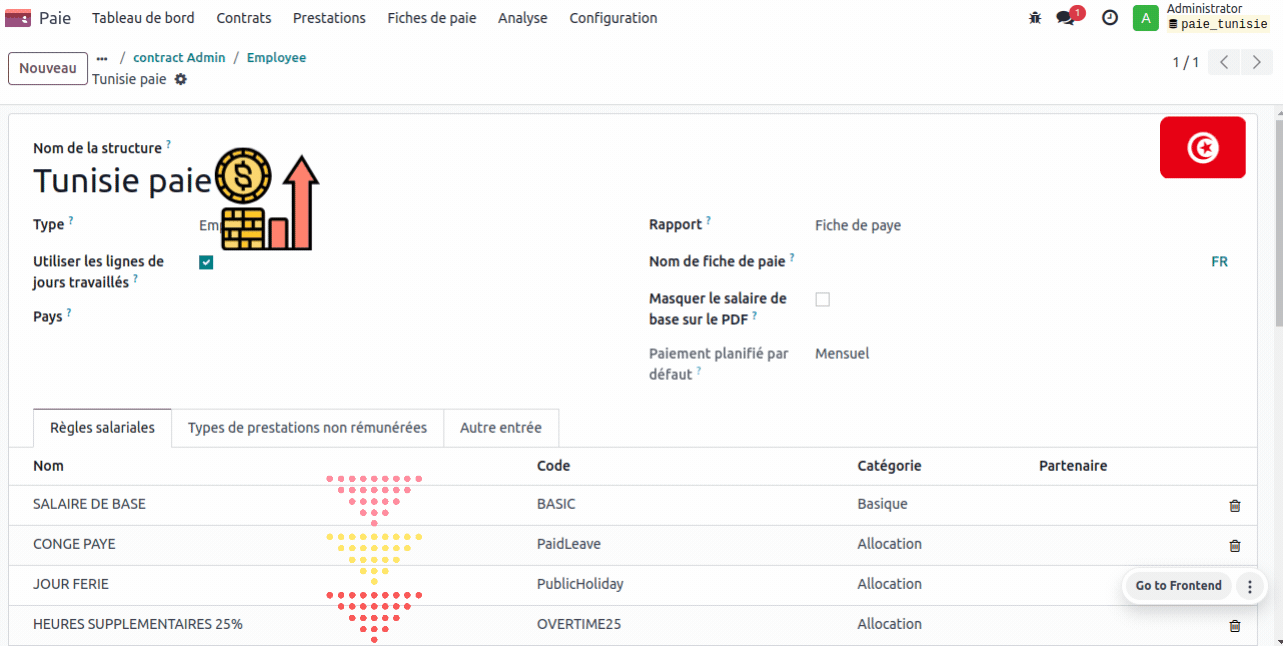 Paie Tableau de bord Contrats Prestations Fiches de paie Analyse Configuration 1 A Administrator
paie_tunisie
Nouveau ... / contract Admin / Employee
Tunisie paie
1 / 1
Nom de la structure ?
Tunisie paie
Type ? Rapport ? Fiche de paye
Utiliser les lignes de jours travaillés ? Nom de fiche de paie ? FR
Pays ? Masquer le salaire de base sur le PDF ?
Paiement planifié par défaut ? Mensuel
Règles salariales Types de prestations non rémunérées Autre entrée
Nom Code Catégorie Partenaire
SALAIRE DE BASE BASIC Basique
CONGE PAYE PaidLeave Allocation
JOUR FERIE PublicHoliday Allocation
Go to Frontend
HEURES SUPPLEMENTAIRES 25% OVERTIME25 Allocation